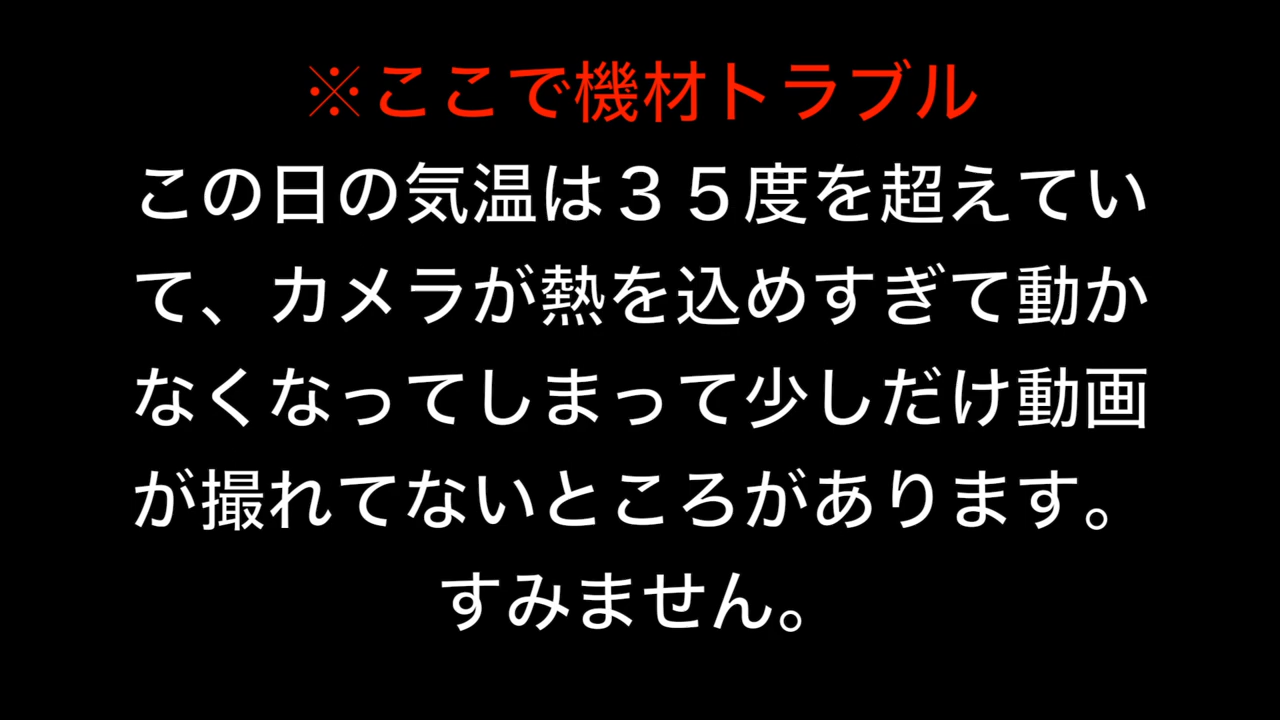 ※ここで機材トラブル
この日の気温は３５度を超えてい
て、カメラが熱を込めすぎて動か
なくなってしまって少しだけ動画
が撮れてないところがあります。
すみません。